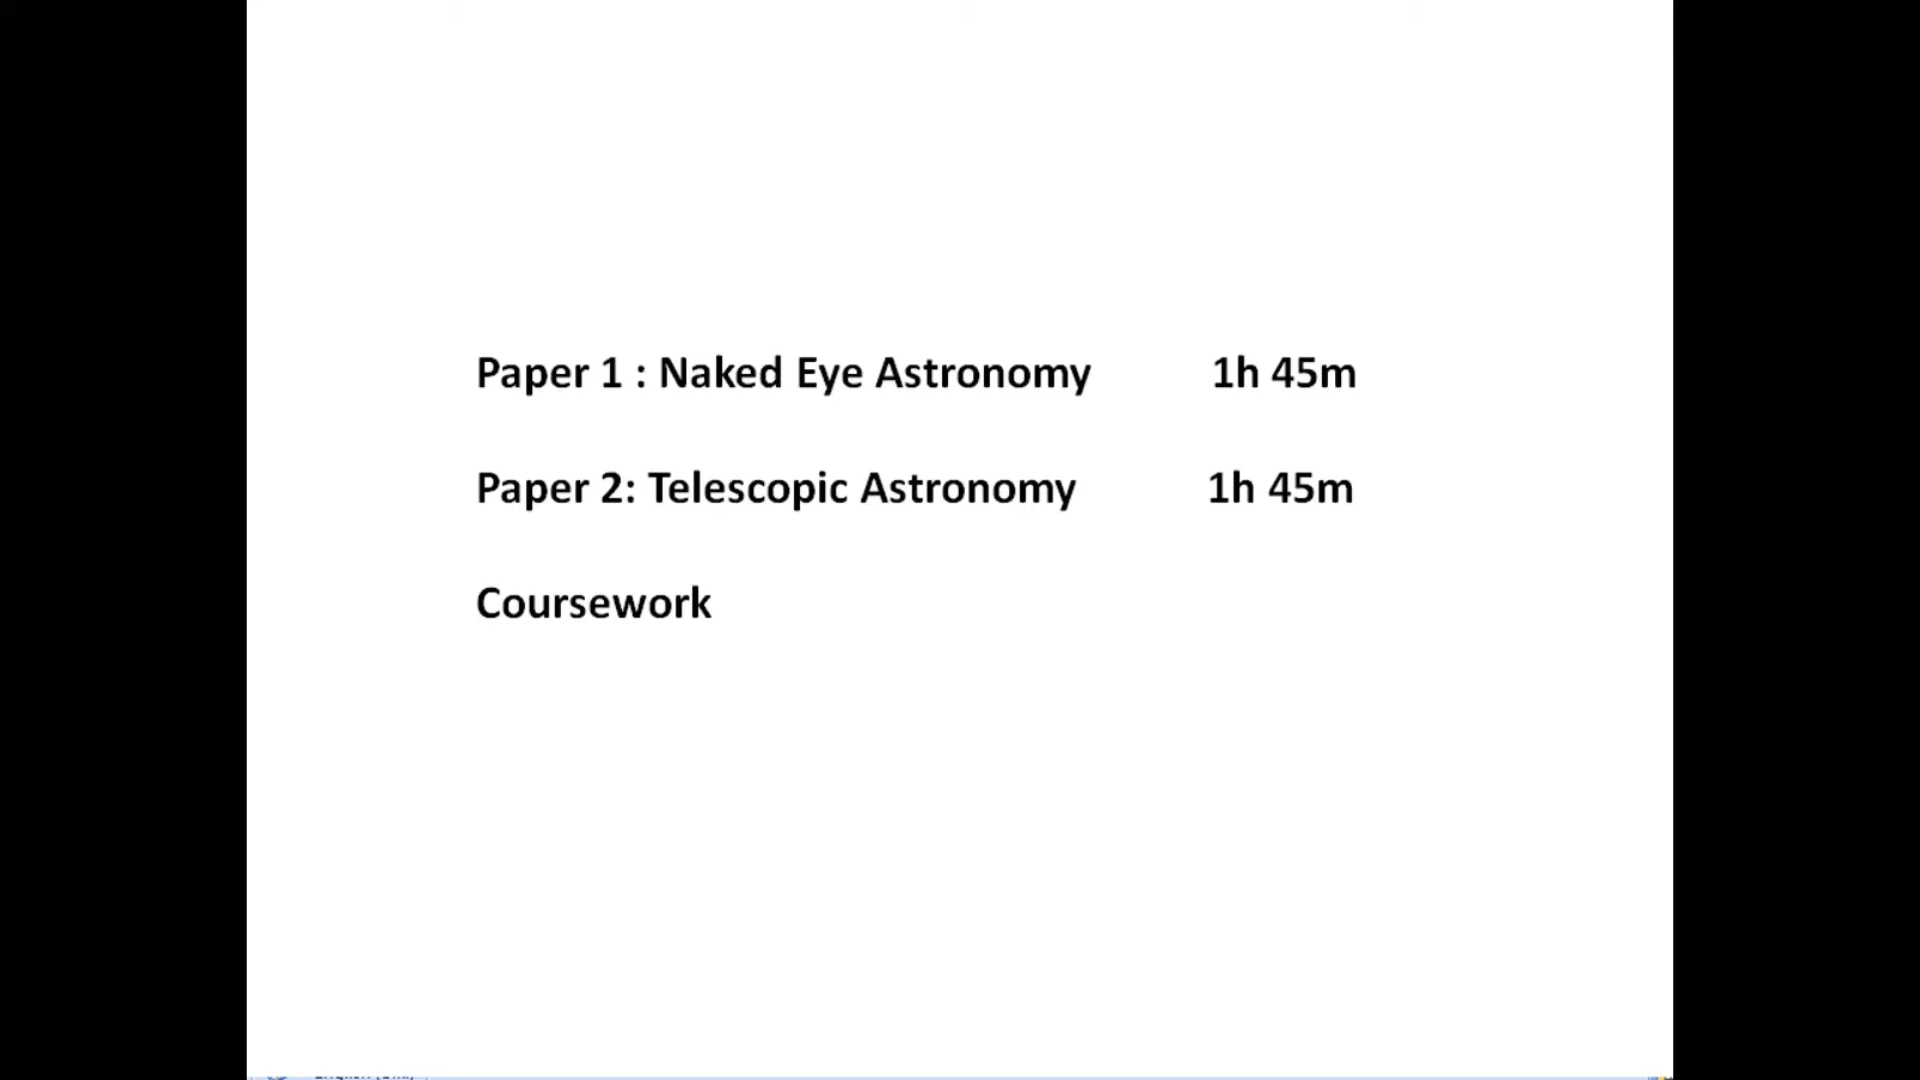 Paper 1 : Naked Eye Astronomy 1h 45m
Paper 2: Telescopic Astronomy 1h 45m
Coursework